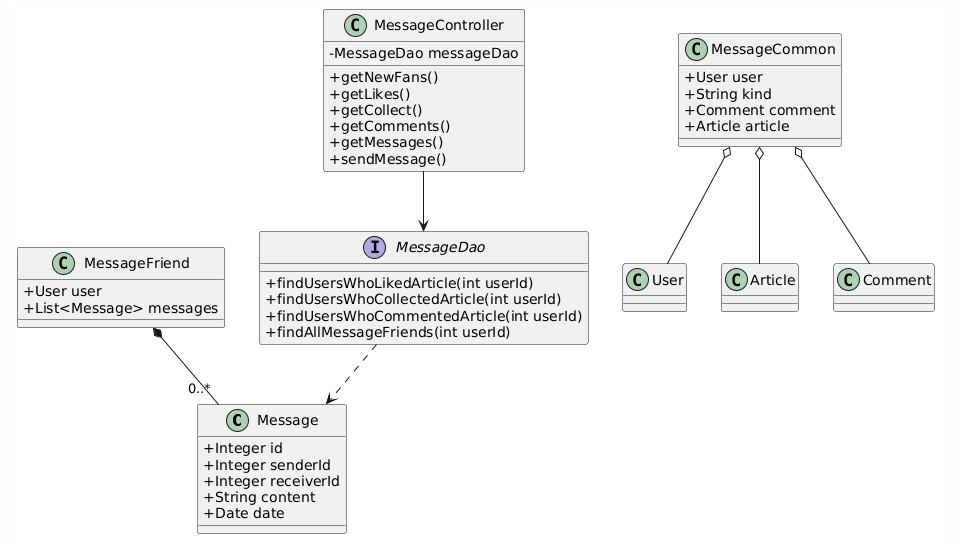 C MessageController
-MessageDao messageDao
+getNewFans()
+getLikes()
+getCollect()
+getComments()
+getMessages()
+sendMessage()
C MessageCommon
+User user
+String kind
+Comment comment
+Article article
C MessageFriend
+User user
+List<Message> messages
I MessageDao
+findUsersWhoLikedArticle(int userId)
+findUsersWhoCollectedArticle(int userId)
+findUsersWhoCommentedArticle(int userId)
+findAllMessageFriends(int userId)
C User
C Article
C Comment
0..*
C Message
+Integer id
+Integer senderId
+Integer receiverId
+String content
+Date date